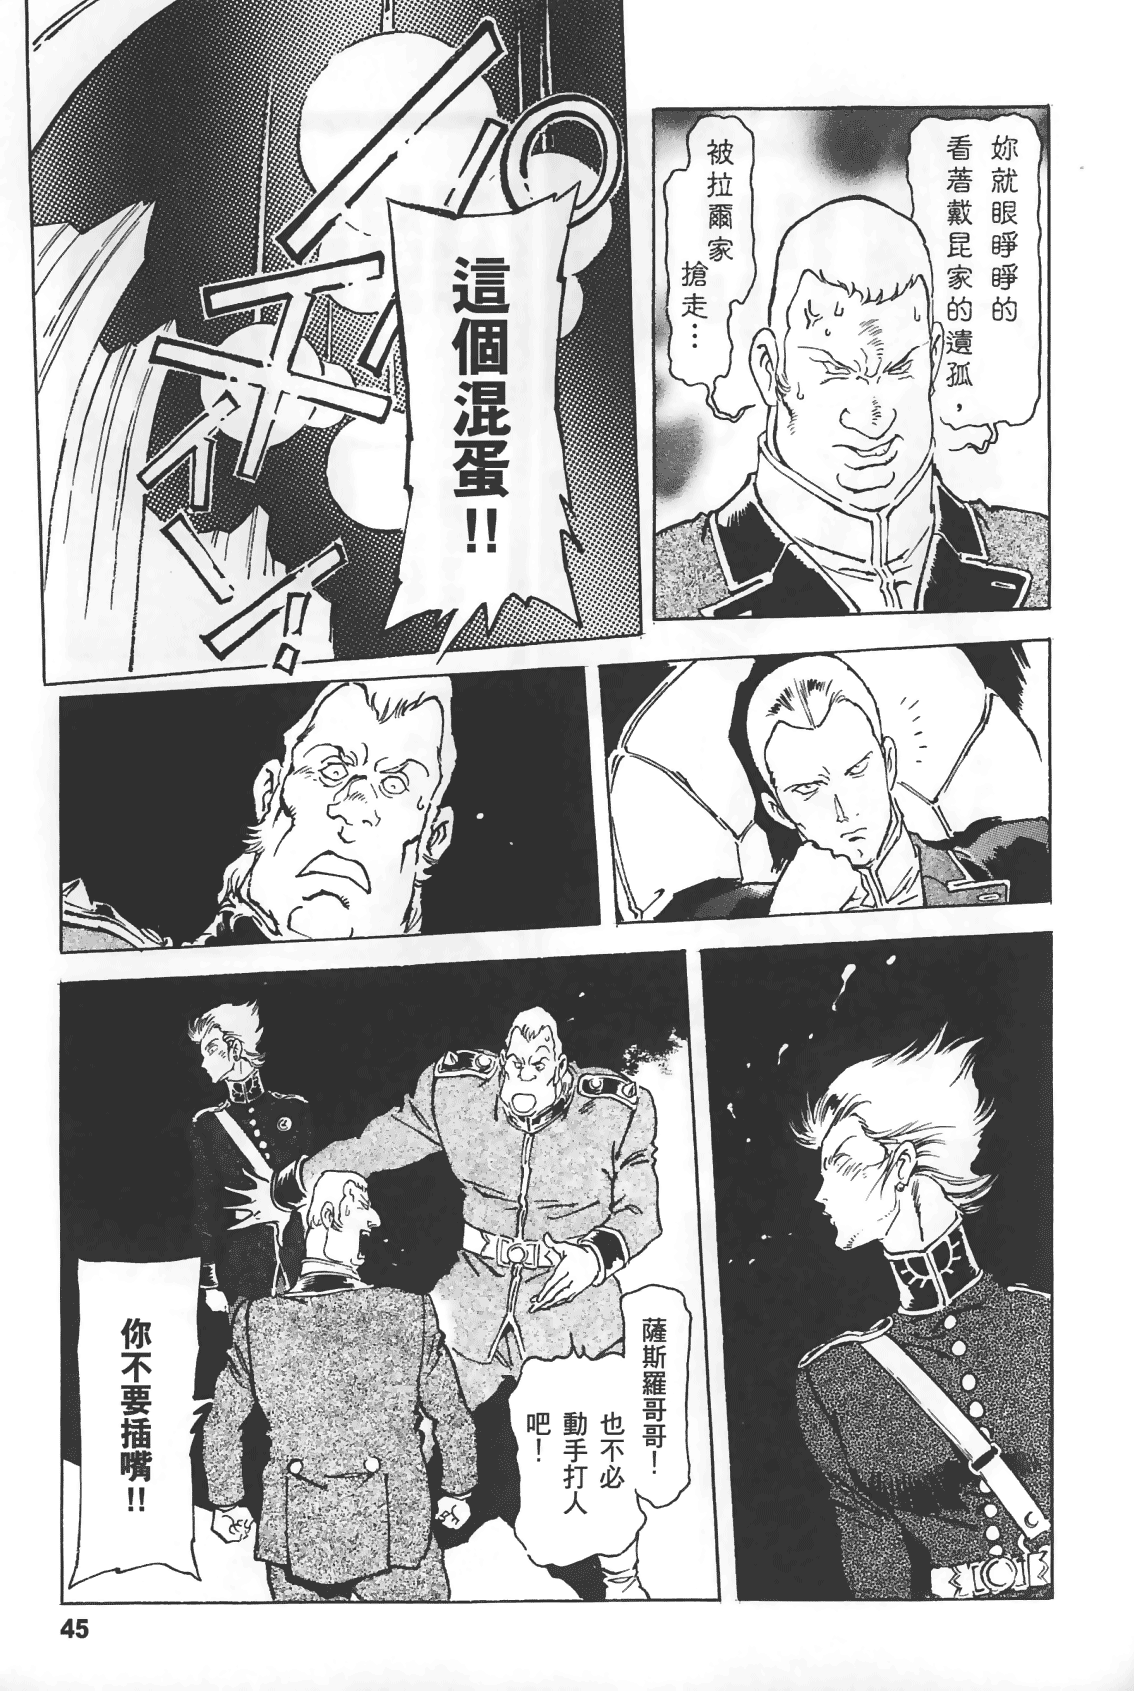 妳就眼睜睜的
看著戴昆家的遺孤，
被拉爾家
搶走…
這個混蛋!!
薩斯羅哥哥！
也不必
動手打人
吧！
你不要插嘴!!
45